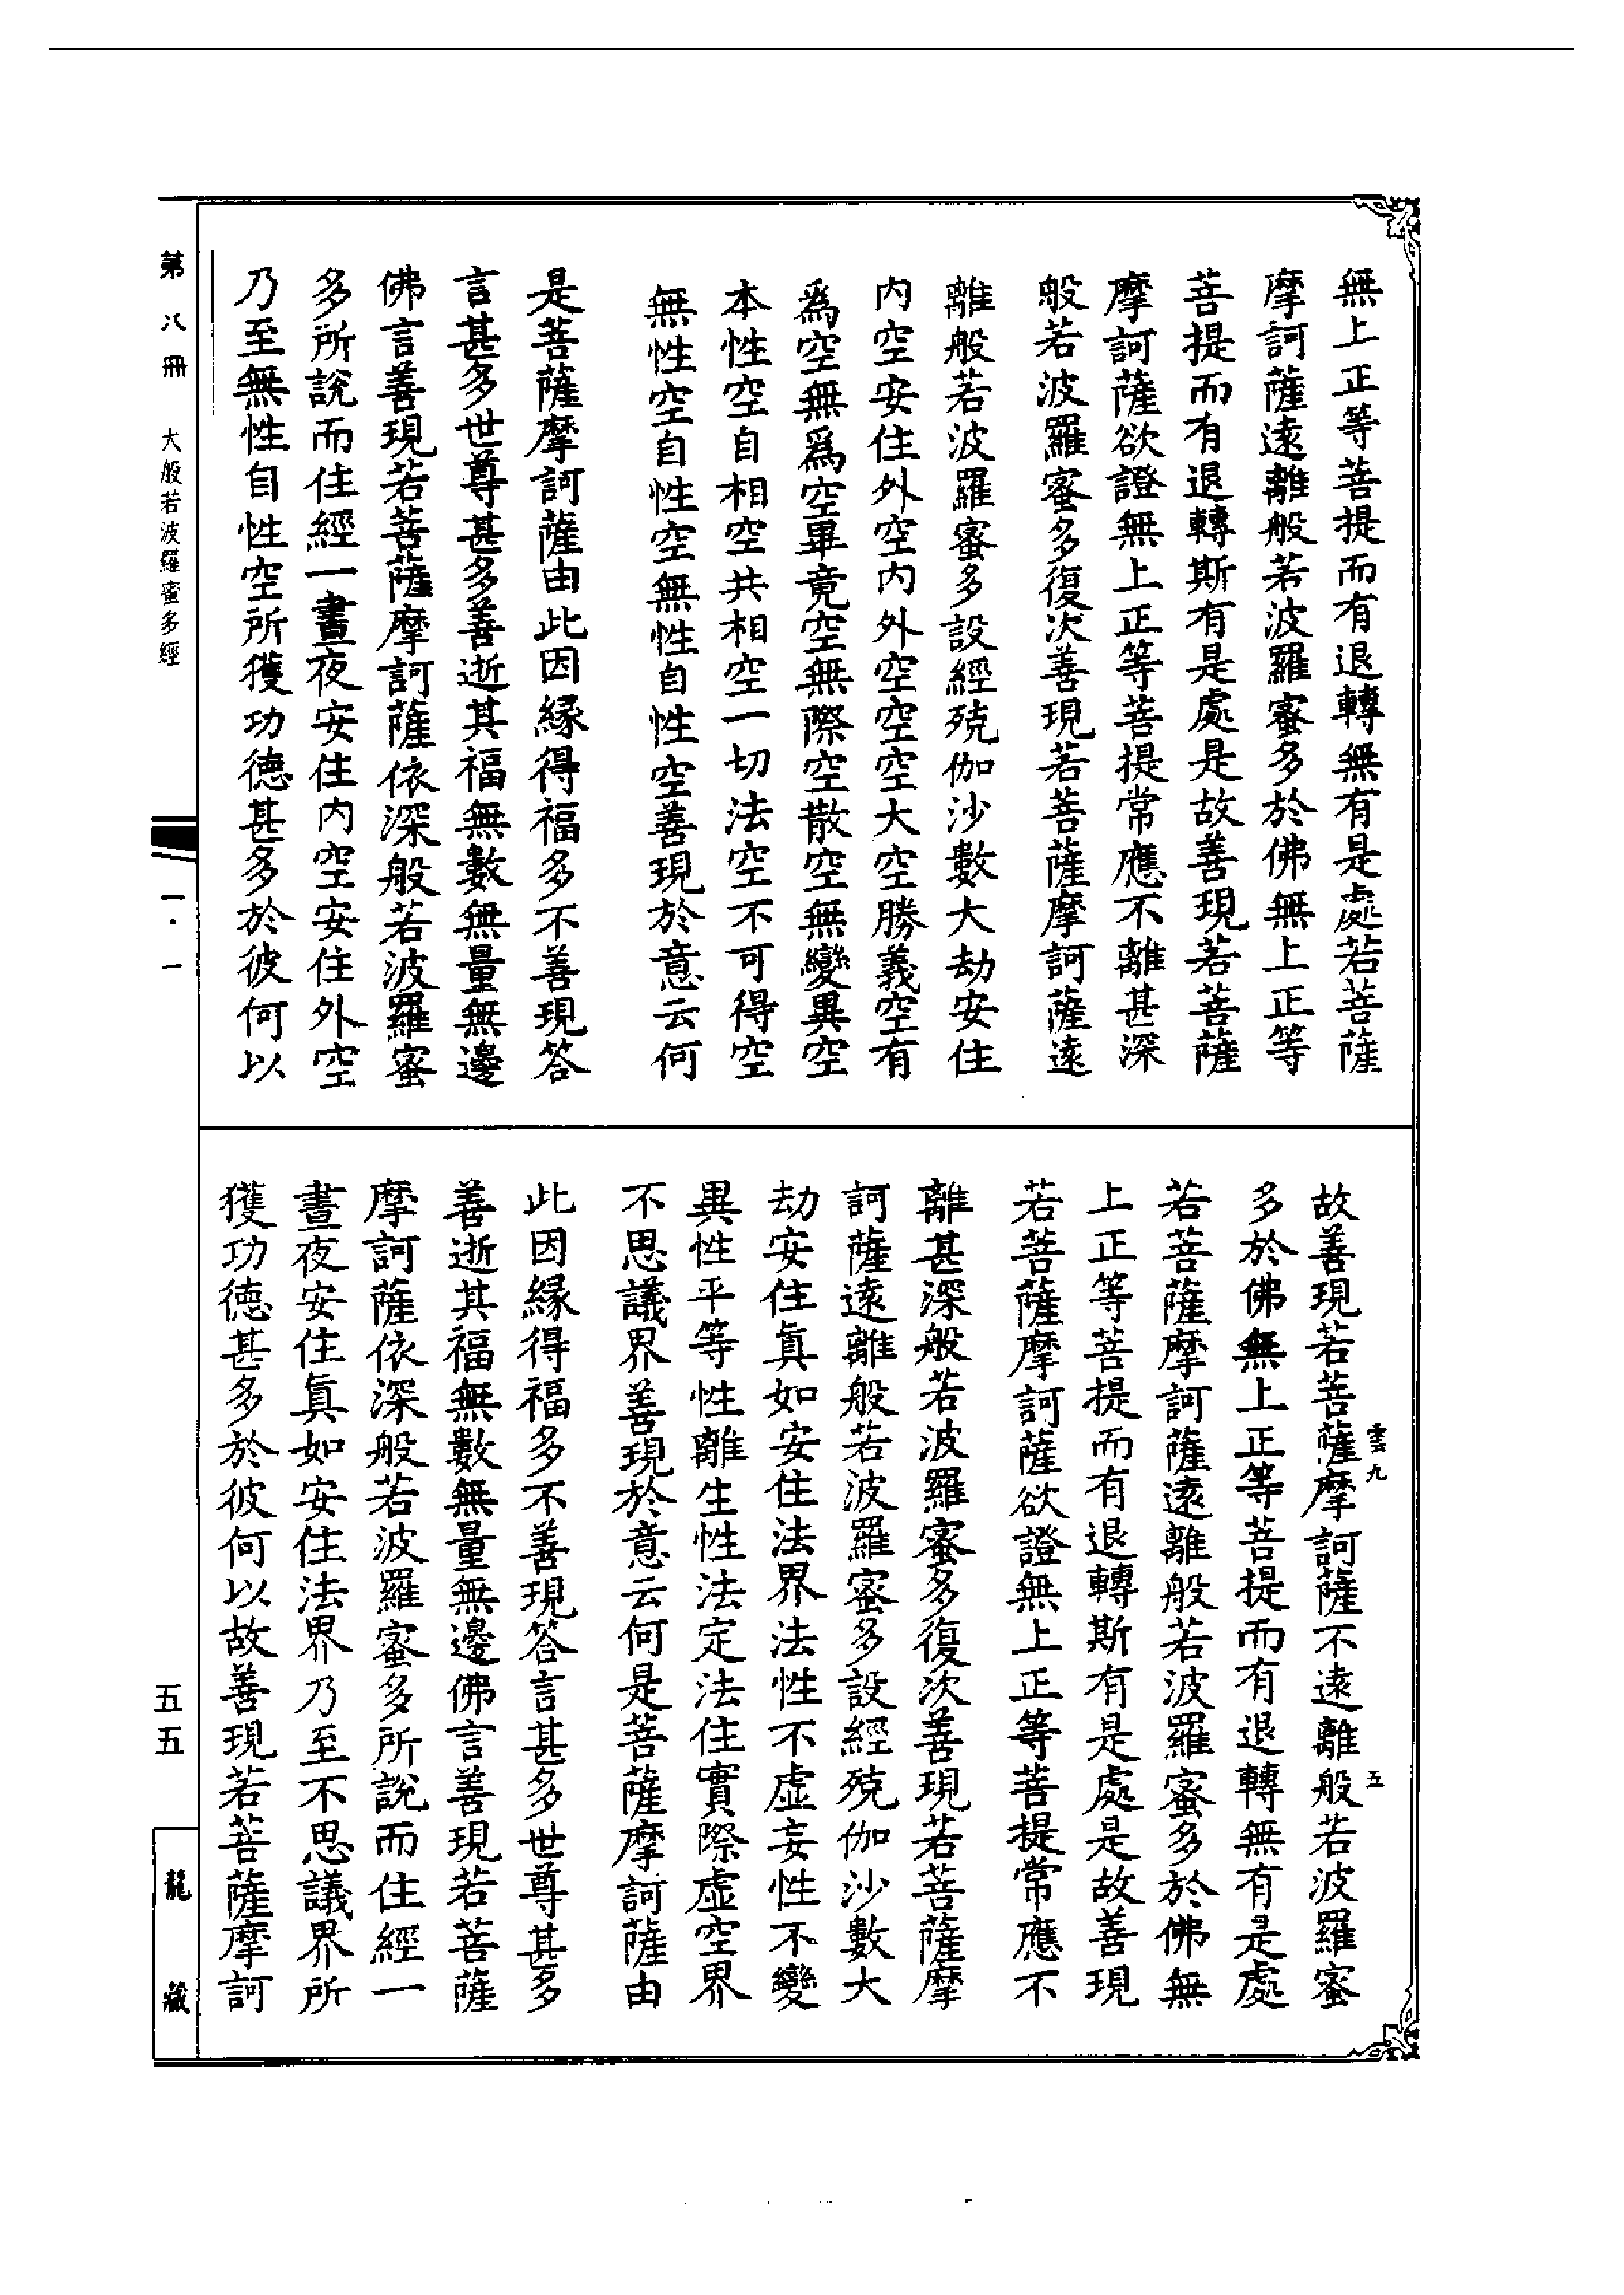 無上正等菩提而有退轉無有是處若菩薩
摩訶薩遠離般若波羅蜜多於佛無上正等
菩提而有退轉斯有是處是故善現若菩薩
摩訶薩欲證無上正等菩提常應不離甚深
般若波羅蜜多復次善現若菩薩摩訶薩遠
離般若波羅蜜多設經殑伽沙數大劫安住
内空安住外空内外空空空大空勝義空有
爲空無爲空畢竟空無際空散空無變異空
本性空自相空共相空一切法空不可得空
無性空自性空無性自性空善現於意云何
是菩薩摩訶薩由此因緣得福多不善現答
言甚多世尊甚多善逝其福無數無量無邊
佛言善現若菩薩摩訶薩依深般若波羅蜜
多所說而住經一晝夜安住内空安住外空
乃至無性自性空所獲功德甚多於彼何以
故善現若菩薩摩訶薩不遠離般若波羅蜜
多於佛無上正等菩提而有退轉無有是處
若菩薩摩訶薩遠離般若波羅蜜多於佛無
上正等菩提而有退轉斯有是處是故善現
若菩薩摩訶薩欲證無上正等菩提常應不
離甚深般若波羅蜜多復次善現若菩薩摩
訶薩遠離般若波羅蜜多設經殑伽沙數大
劫安住眞如安住法界法性不虛妄性不變
異性平等性離生性法定法住實際虛空界
不思議界善現於意云何是菩薩摩訶薩由
此因緣得福多不善現答言甚多世尊甚多
善逝其福無數無量無邊佛言善現若菩薩
摩訶薩依深般若波羅蜜多所說而住經一
晝夜安住眞如安住法界乃至不思議界所
獲功德甚多於彼何以故善現若菩薩摩訶
雲九
五
第八冊 大般若波羅蜜多經
一·一
五五
龍藏